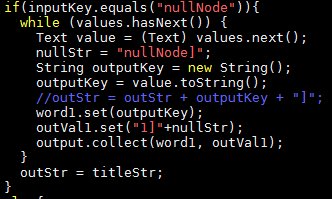 if(inputKey.equals("nullNode")){
while (values.hasNext()) {
Text value = (Text) values.next();
nullStr = "nullNode]";
String outputKey = new String();
outputKey = value.toString();
//outStr = outStr + outputKey + "]";
word1.set(outputKey);
outVal1.set("1]"+nullStr);
output.collect(word1, outVal1);
}
outStr = titleStr;
}